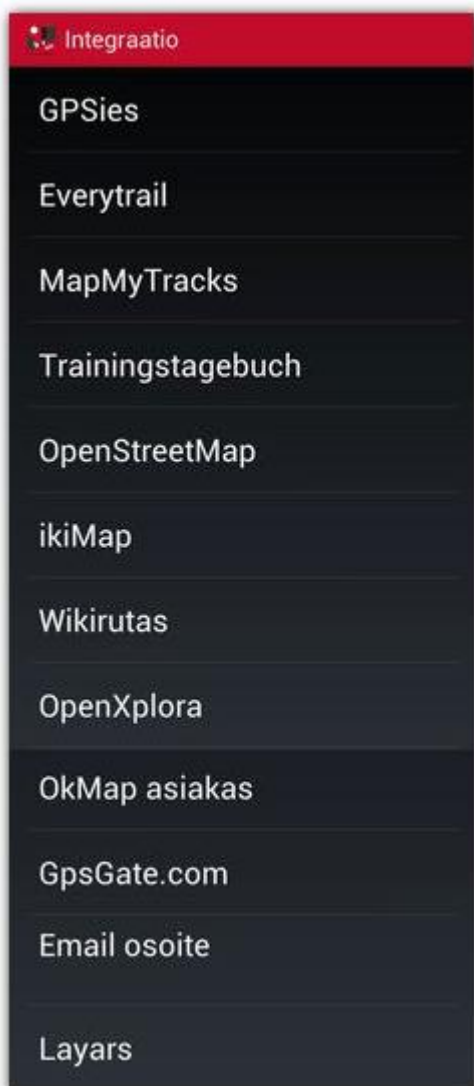 Integraatio
GPSies
Everytrail
MapMyTracks
Trainingstagebuch
OpenStreetMap
ikiMap
Wikirutas
OpenXplora
OkMap asiakas
GpsGate.com
Email osoite
Layars